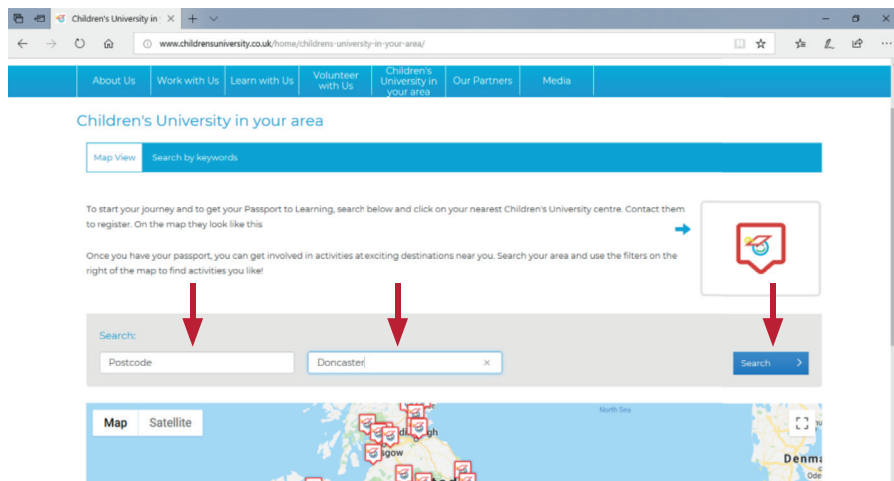 Children's University in
www.childrensuniversity.co.uk/home/childrens-university-in-your-area/
About Us
Work with Us
Learn with Us
Volunteer
with Us
Children's
University in
your area
Our Partners
Media
Children's University in your area
Map View
Search by keywords
To start your journey and to get your Passport to Learning, search below and click on your nearest Children's University centre. Contact them
to register. On the map they look like this
Once you have your passport, you can get involved in activities at exciting destinations near you. Search your area and use the filters on the
right of the map to find activities you like!
Search:
Postcode
Doncaster
Search
Map
Satellite
North Sea